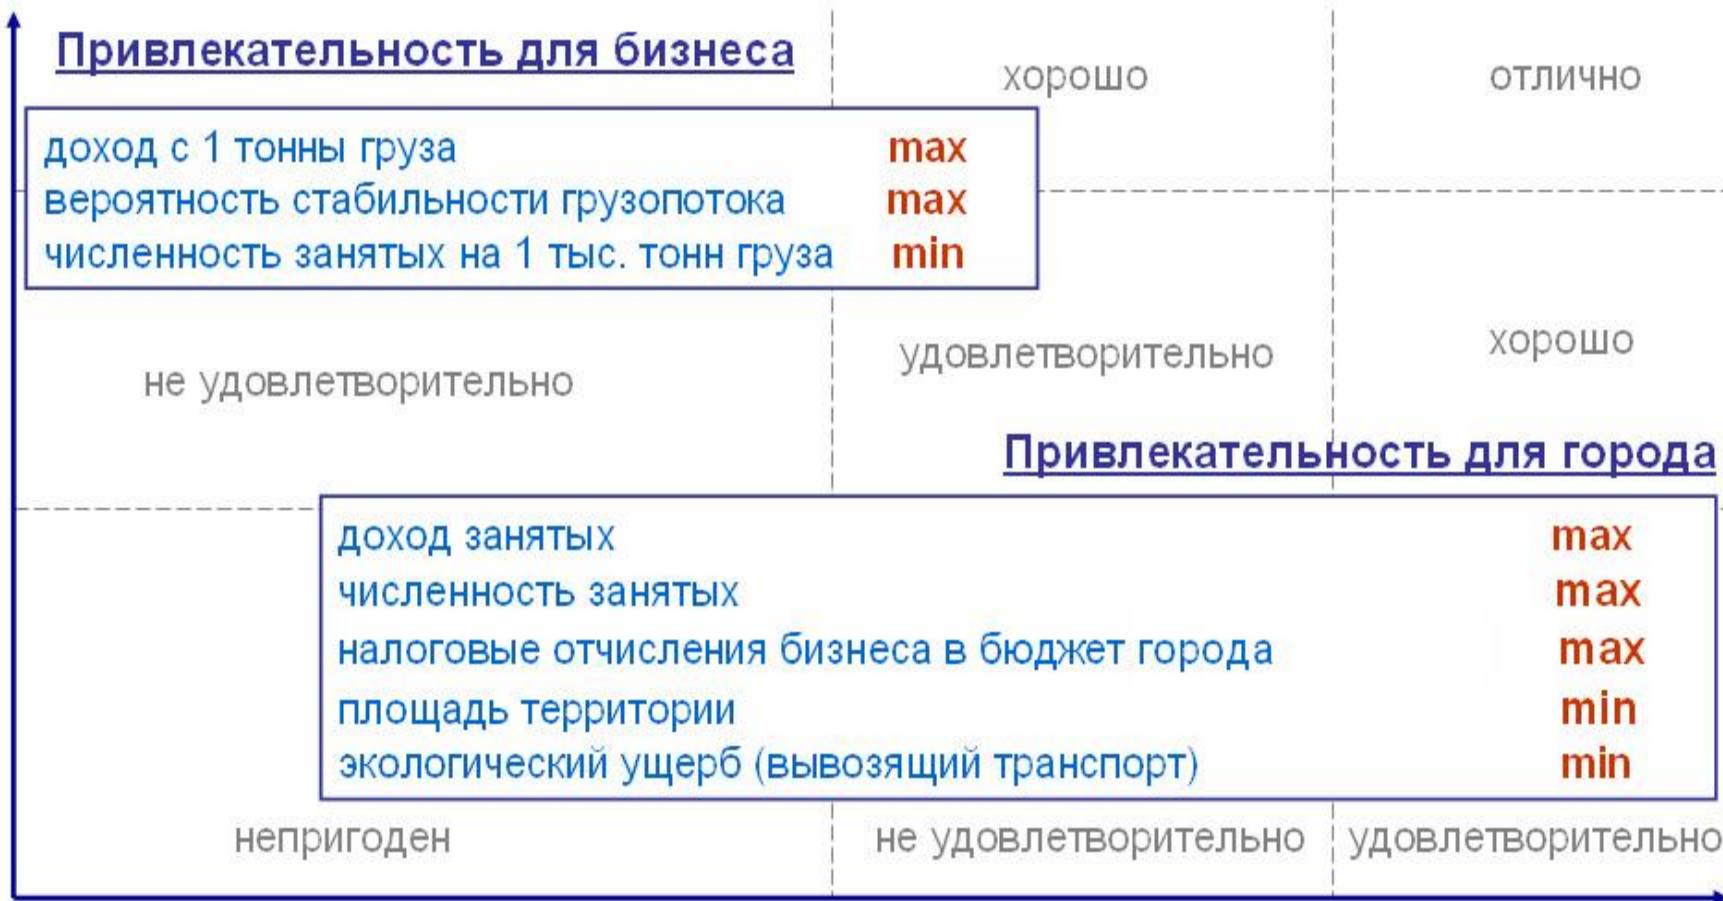 Привлекательность для бизнеса
хорошо
отлично
доход с 1 тонны груза max
вероятность стабильности грузопотока max
численность занятых на 1 тыс. тонн груза min
не удовлетворительно
удовлетворительно
хорошо
Привлекательность для города
доход занятых max
численность занятых max
налоговые отчисления бизнеса в бюджет города max
площадь территории min
экологический ущерб (вывозящий транспорт) min
непригоден
не удовлетворительно
удовлетворительно